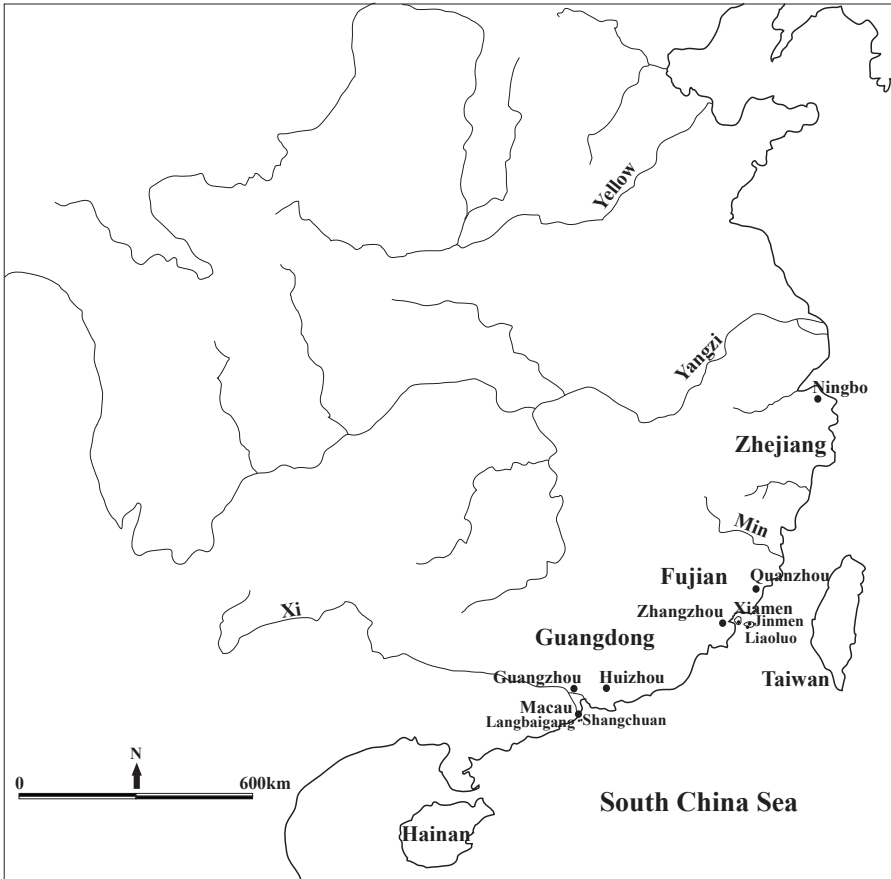 Yellow
Yangzi
Ningbo
Zhejiang
Min
Fujian
Quanzhou
Xi
Zhangzhou
Xiamen
Jinmen
Liaoluo
Guangdong
Taiwan
Guangzhou
Huizhou
Macau
Langbaigang
Shangchuan
N
0
600km
South China Sea
Hainan